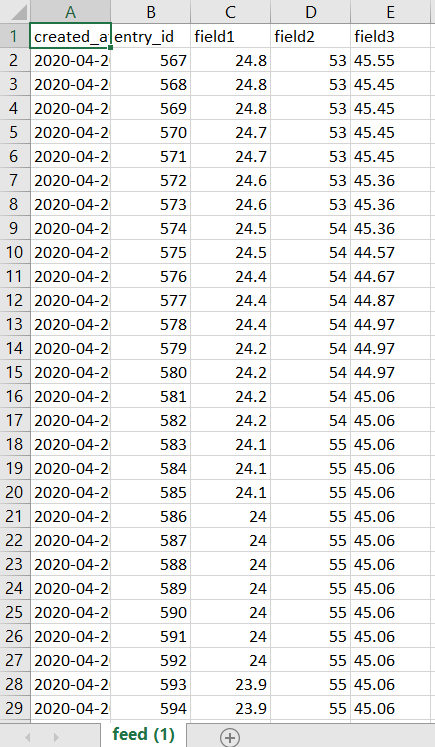 A B C D E
1 created_a entry_id field1 field2 field3
2 2020-04-2 567 24.8 53 45.55
3 2020-04-2 568 24.8 53 45.45
4 2020-04-2 569 24.8 53 45.45
5 2020-04-2 570 24.7 53 45.45
6 2020-04-2 571 24.7 53 45.45
7 2020-04-2 572 24.6 53 45.36
8 2020-04-2 573 24.6 53 45.36
9 2020-04-2 574 24.5 54 45.36
10 2020-04-2 575 24.5 54 44.57
11 2020-04-2 576 24.4 54 44.67
12 2020-04-2 577 24.4 54 44.87
13 2020-04-2 578 24.4 54 44.97
14 2020-04-2 579 24.2 54 44.97
15 2020-04-2 580 24.2 54 44.97
16 2020-04-2 581 24.2 54 45.06
17 2020-04-2 582 24.2 54 45.06
18 2020-04-2 583 24.1 55 45.06
19 2020-04-2 584 24.1 55 45.06
20 2020-04-2 585 24.1 55 45.06
21 2020-04-2 586 24 55 45.06
22 2020-04-2 587 24 55 45.06
23 2020-04-2 588 24 55 45.06
24 2020-04-2 589 24 55 45.06
25 2020-04-2 590 24 55 45.06
26 2020-04-2 591 24 55 45.06
27 2020-04-2 592 24 55 45.06
28 2020-04-2 593 23.9 55 45.06
29 2020-04-2 594 23.9 55 45.06
feed (1)